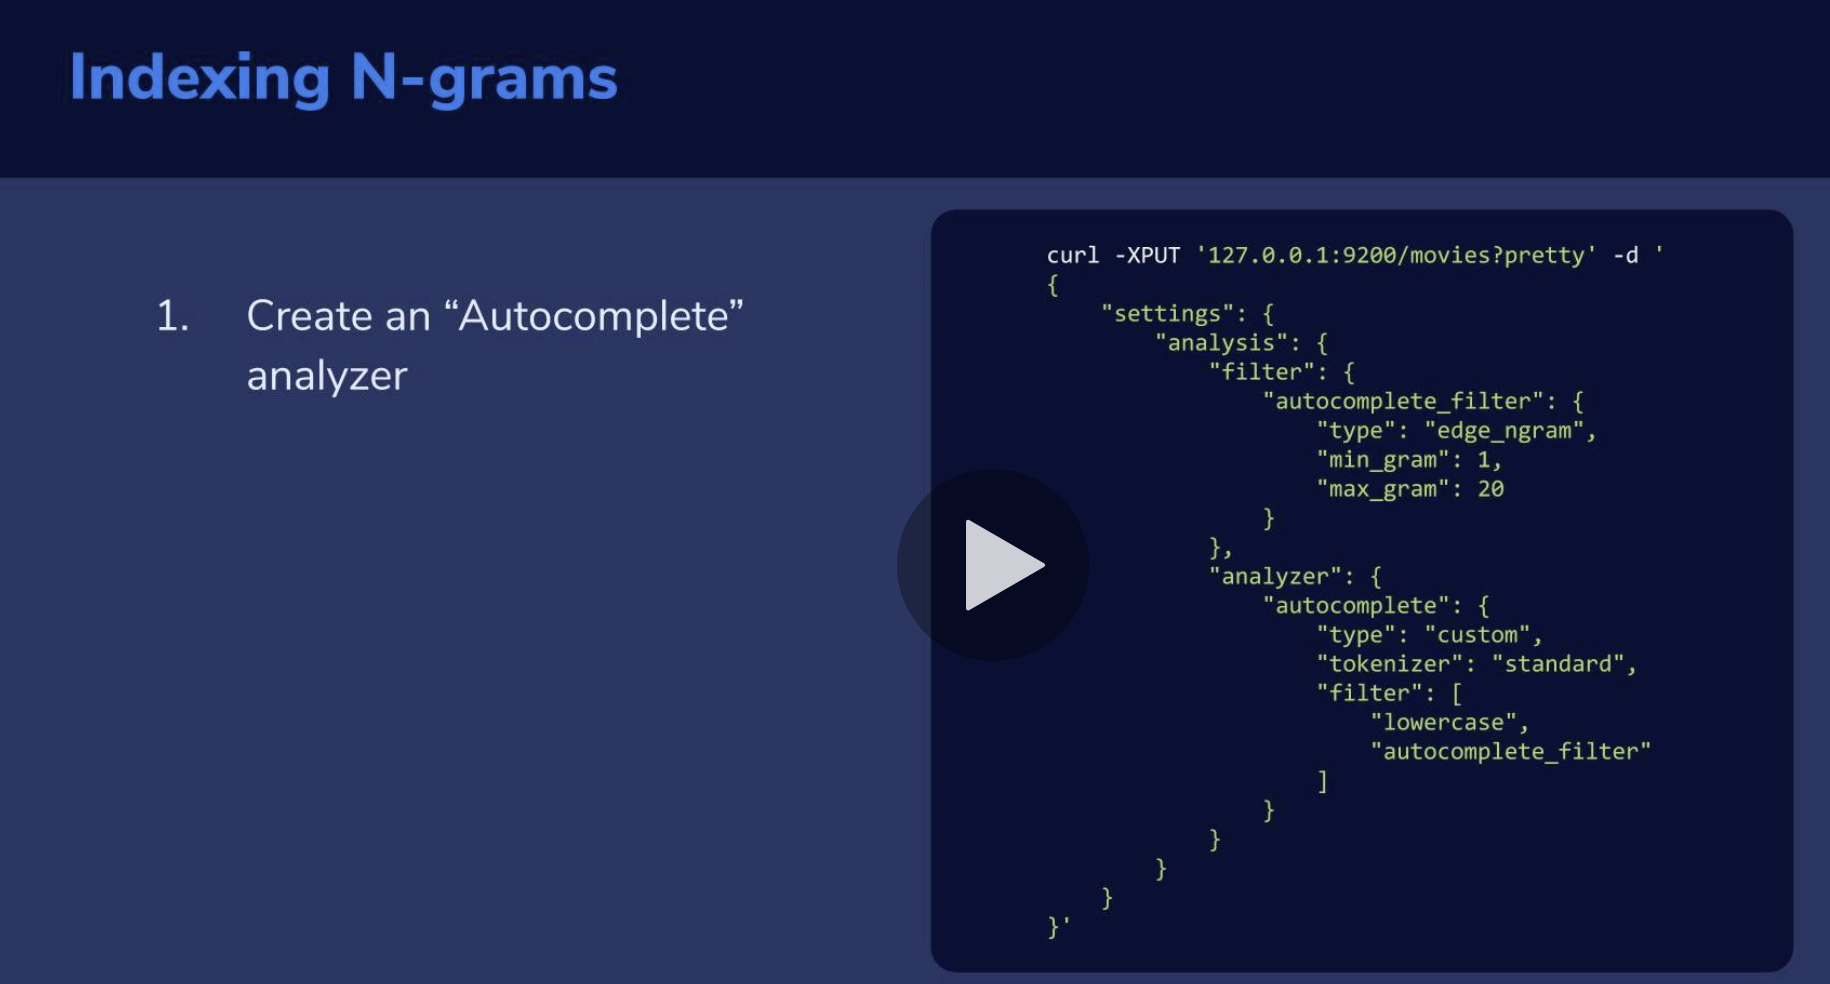 Indexing N-grams
1. Create an “Autocomplete”
analyzer
curl -XPUT '127.0.0.1:9200/movies?pretty' -d '
{
    "settings": {
        "analysis": {
            "filter": {
                "autocomplete_filter": {
                    "type": "edge_ngram",
                    "min_gram": 1,
                    "max_gram": 20
                }
            },
            "analyzer": {
                "autocomplete": {
                    "type": "custom",
                    "tokenizer": "standard",
                    "filter": [
                        "lowercase",
                        "autocomplete_filter"
                    ]
                }
            }
        }
    }
}'